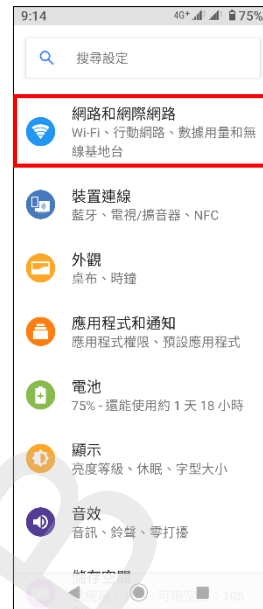 9:14 4G+ 75%
搜尋設定
網路和網際網路
Wi-Fi、行動網路、數據用量和無
線基地台
裝置連線
藍牙、電視/擴音器、NFC
外觀
桌布、時鐘
應用程式和通知
應用程式權限、預設應用程式
電池
75% - 還能使用約 1 天 18 小時
顯示
亮度等級、休眠、字型大小
音效
音訊、鈴聲、零打擾
儲存空間